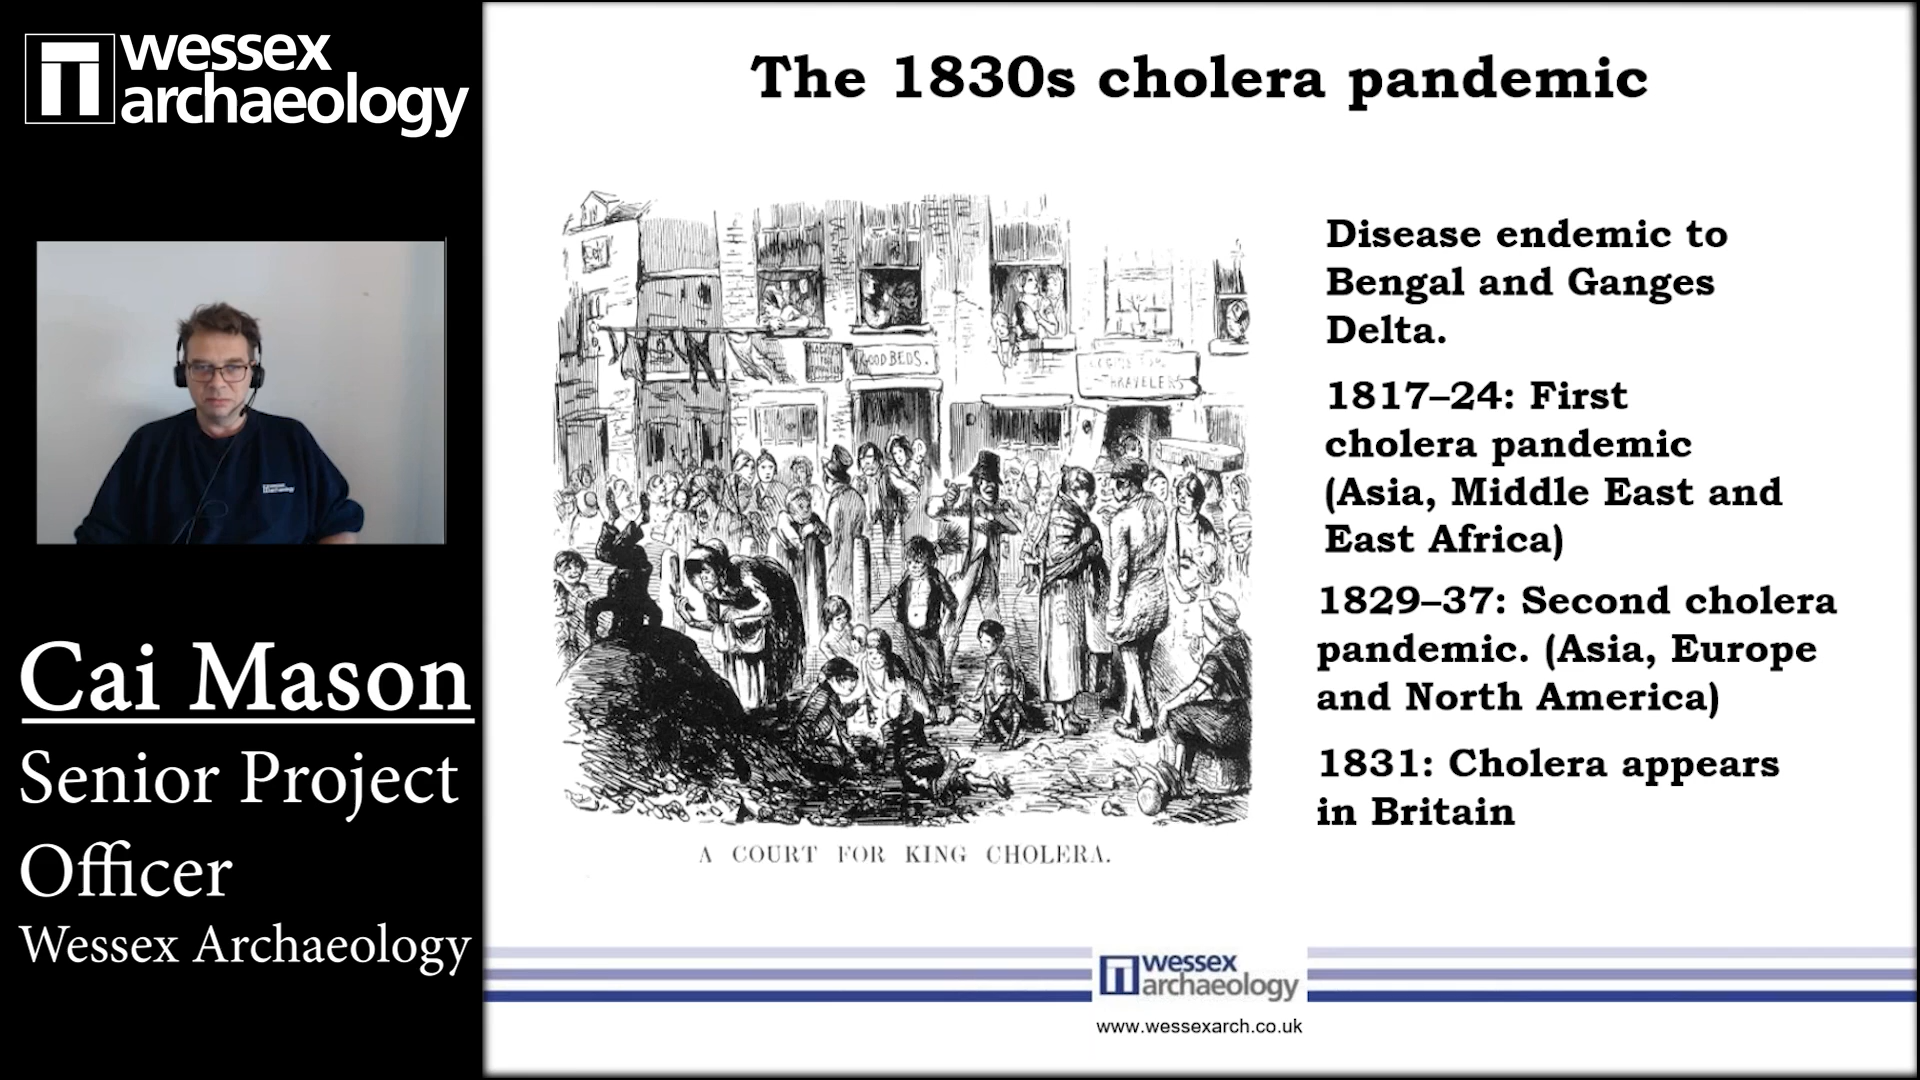 wessex
archaeology
Cai Mason
Senior Project
Officer
Wessex Archaeology
The 1830s cholera pandemic
GOOD BEDS.
TRAVELERS
A COURT FOR KING CHOLERA.
Disease endemic to
Bengal and Ganges
Delta.
1817–24: First
cholera pandemic
(Asia, Middle East and
East Africa)
1829–37: Second cholera
pandemic. (Asia, Europe
and North America)
1831: Cholera appears
in Britain
wessex
archaeology
www.wessexarch.co.uk